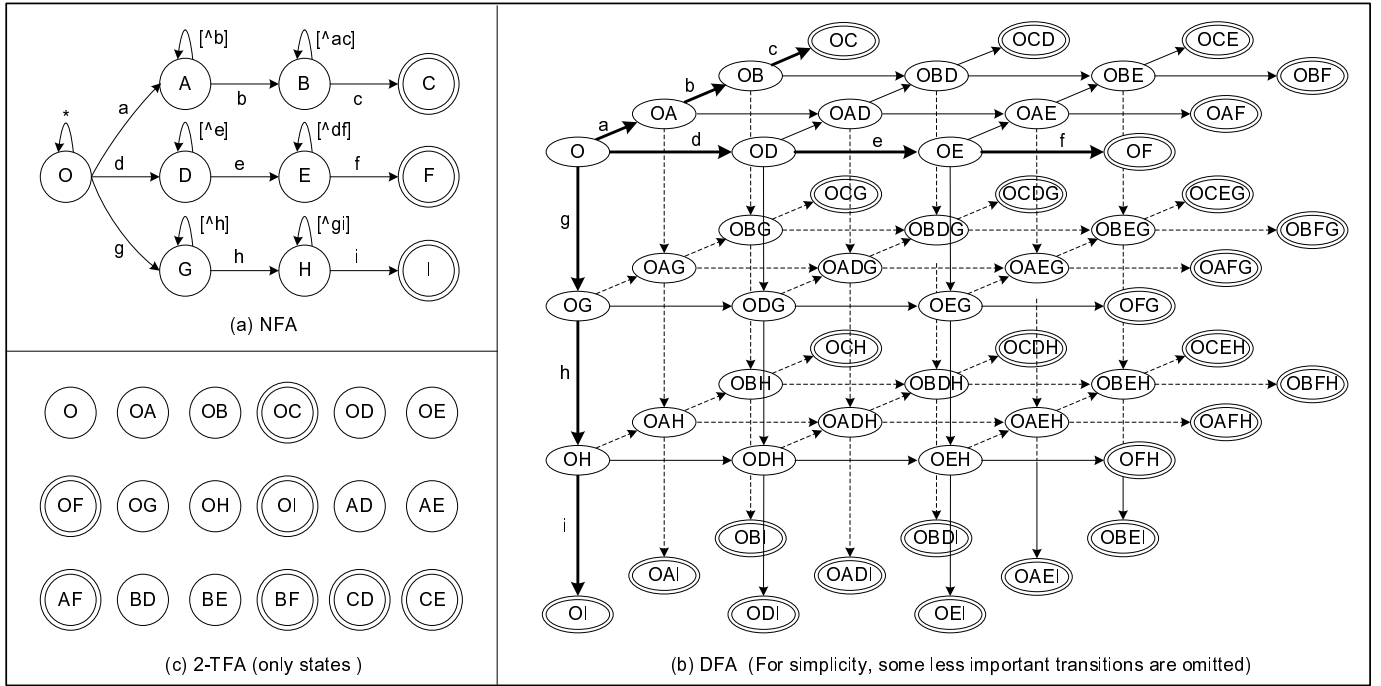 [^b] [^ac]
A B C
a b c
*
[^e] [^df]
O d D e E f F
[^h] [^gi]
g G h H i I
(a) NFA
O OA OB OC OD OE
OF OG OH OI AD AE
AF BD BE BF CD CE
(c) 2-TFA (only states )
c OC OCD OCE
b OB OBD OBE OBF
a OA OAD OAE OAF
O d OD e OE f OF
OCG OCDG OCEG
g OBG OBDG OBEG OBFG
OAG OADG OAEG OAFG
OG ODG OEG OFG
OCH OCDH OCEH
h OBH OBDH OBEH OBFH
OAH OADH OAEH OAFH
OH ODH OEH OFH
i OBI OBDI OBEI
OAI OADI OAEI
OI ODI OEI
(b) DFA (For simplicity, some less important transitions are omitted)